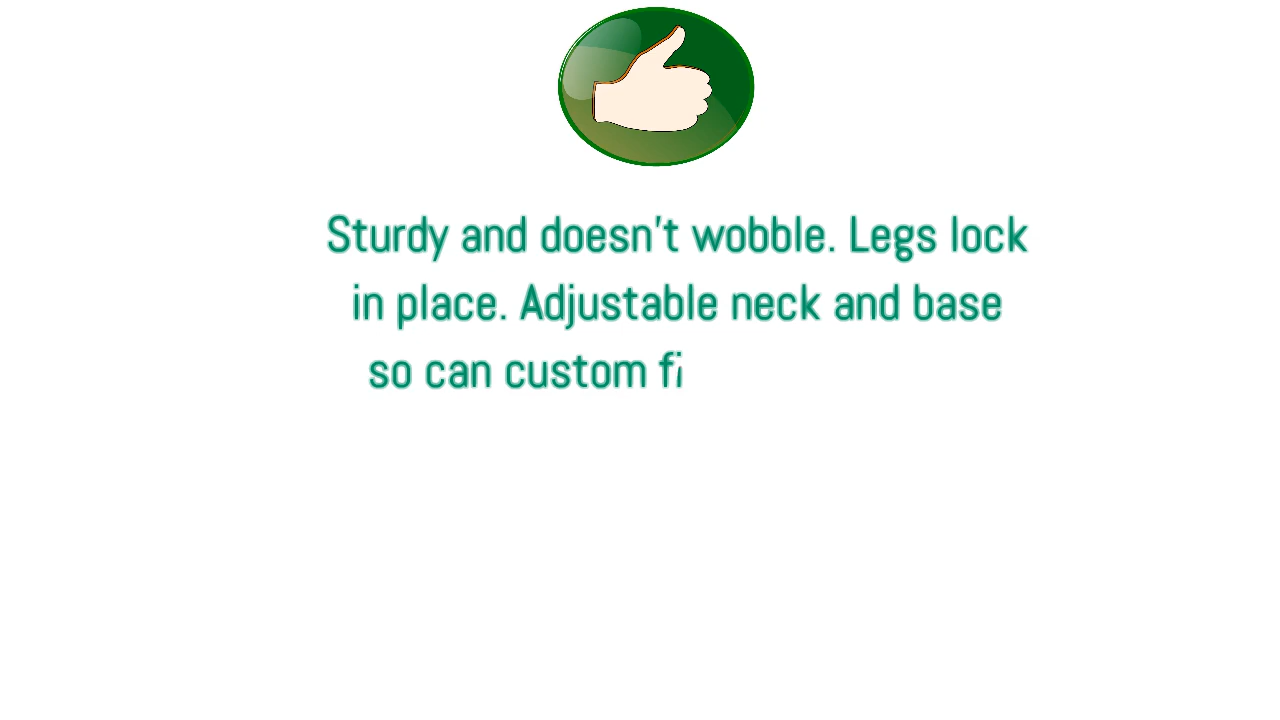 Sturdy and doesn't wobble. Legs lock
in place. Adjustable neck and base
so can custom fi